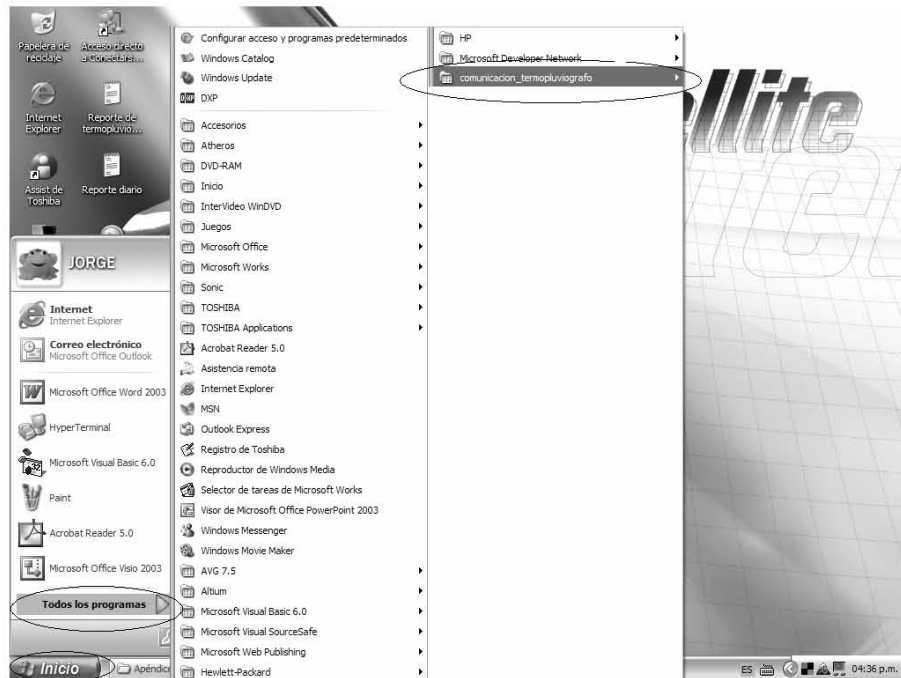 Papelera de
reciclaje
Acceso directo
a Conectars...
Internet
Explorer
Reporte de
termopluvió...
Assist de
Toshiba
Reporte diario
JORGE
Internet
Internet Explorer
Correo electrónico
Microsoft Office Outlook
Microsoft Office Word 2003
HyperTerminal
Microsoft Visual Basic 6.0
Paint
Acrobat Reader 5.0
Microsoft Office Visio 2003
Todos los programas
Inicio
Apéndice
Configurar acceso y programas predeterminados
Windows Catalog
Windows Update
DXP
Accesorios
Atheros
DVD-RAM
Inicio
InterVideo WinDVD
Juegos
Microsoft Office
Microsoft Works
Sonic
TOSHIBA
TOSHIBA Applications
Acrobat Reader 5.0
Asistencia remota
Internet Explorer
MSN
Outlook Express
Registro de Toshiba
Reproductor de Windows Media
Selector de tareas de Microsoft Works
Visor de Microsoft Office PowerPoint 2003
Windows Messenger
Windows Movie Maker
AVG 7.5
Altium
Microsoft Visual Basic 6.0
Microsoft Visual SourceSafe
Microsoft Web Publishing
Hewlett-Packard
HP
Microsoft Developer Network
comunicacion_termopluviografo
ellite
ES
04:36 p.m.